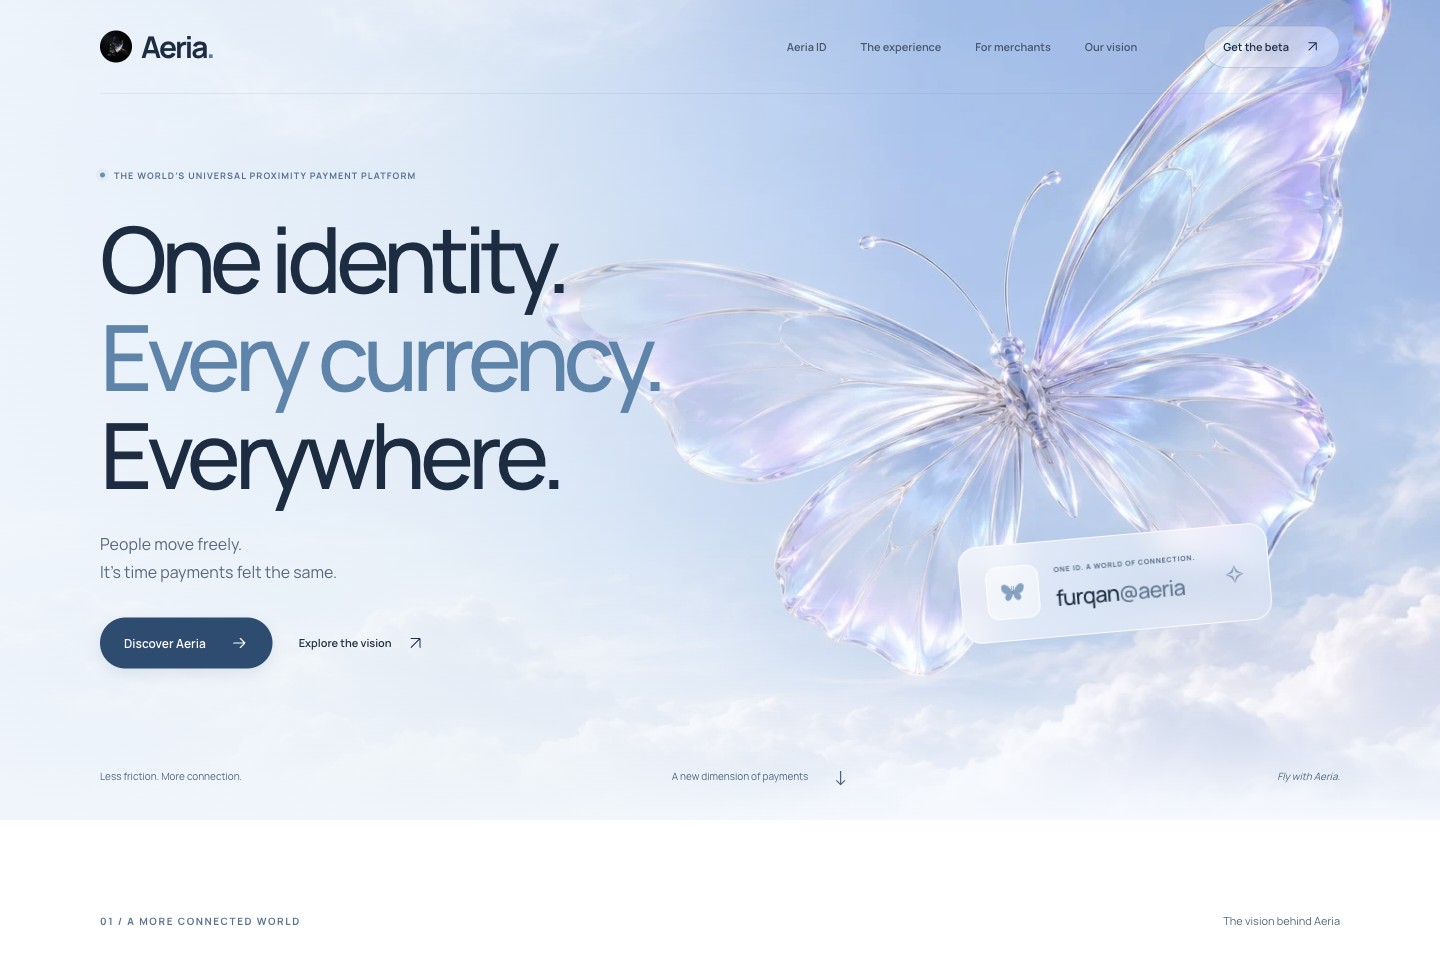 Aeria.
Aeria ID
The experience
For merchants
Our vision
Get the beta
THE WORLD'S UNIVERSAL PROXIMITY PAYMENT PLATFORM
One identity.
Every currency.
Everywhere.
People move freely.
It's time payments felt the same.
Discover Aeria
Explore the vision
ONE ID. A WORLD OF CONNECTION.
furqan@aeria
Less friction. More connection.
A new dimension of payments
Fly with Aeria.
01 / A MORE CONNECTED WORLD
The vision behind Aeria